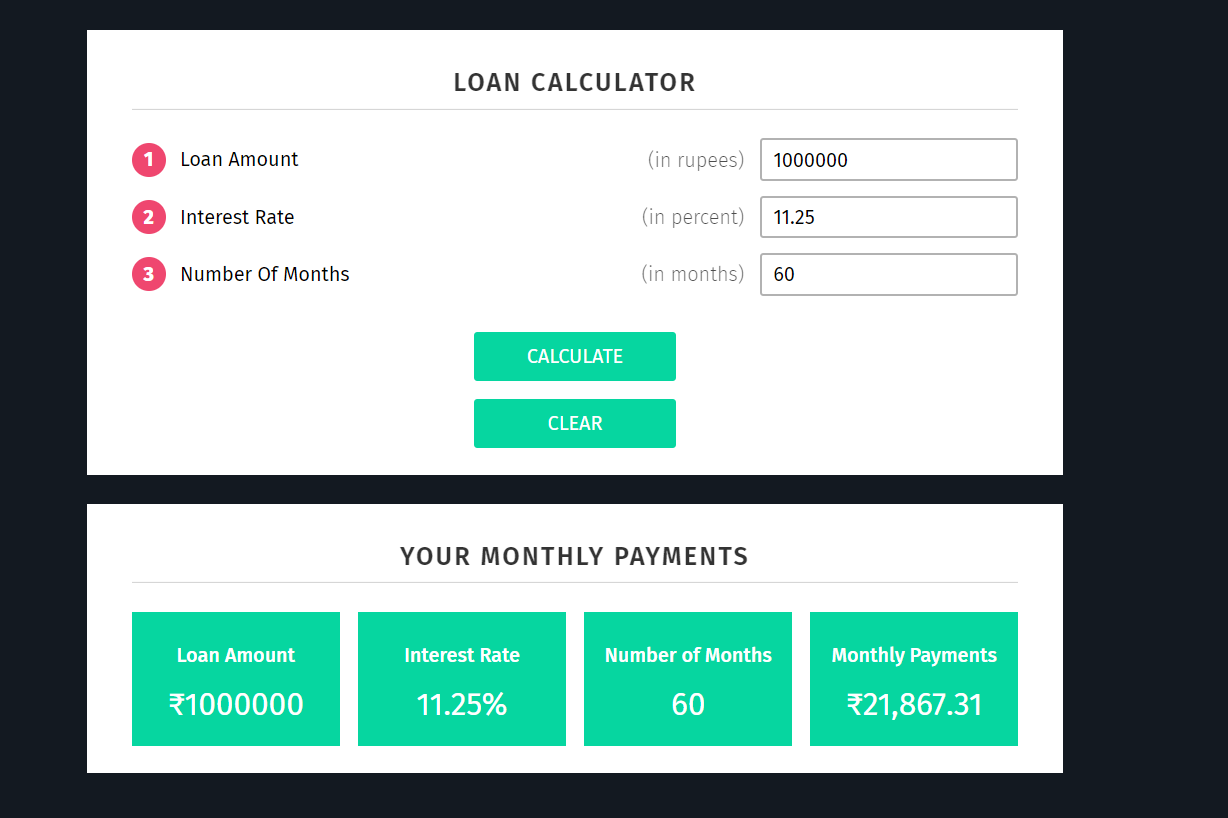 LOAN CALCULATOR
1 Loan Amount (in rupees) 1000000
2 Interest Rate (in percent) 11.25
3 Number Of Months (in months) 60
CALCULATE
CLEAR
YOUR MONTHLY PAYMENTS
Loan Amount Interest Rate Number of Months Monthly Payments
₹1000000 11.25% 60 ₹21,867.31